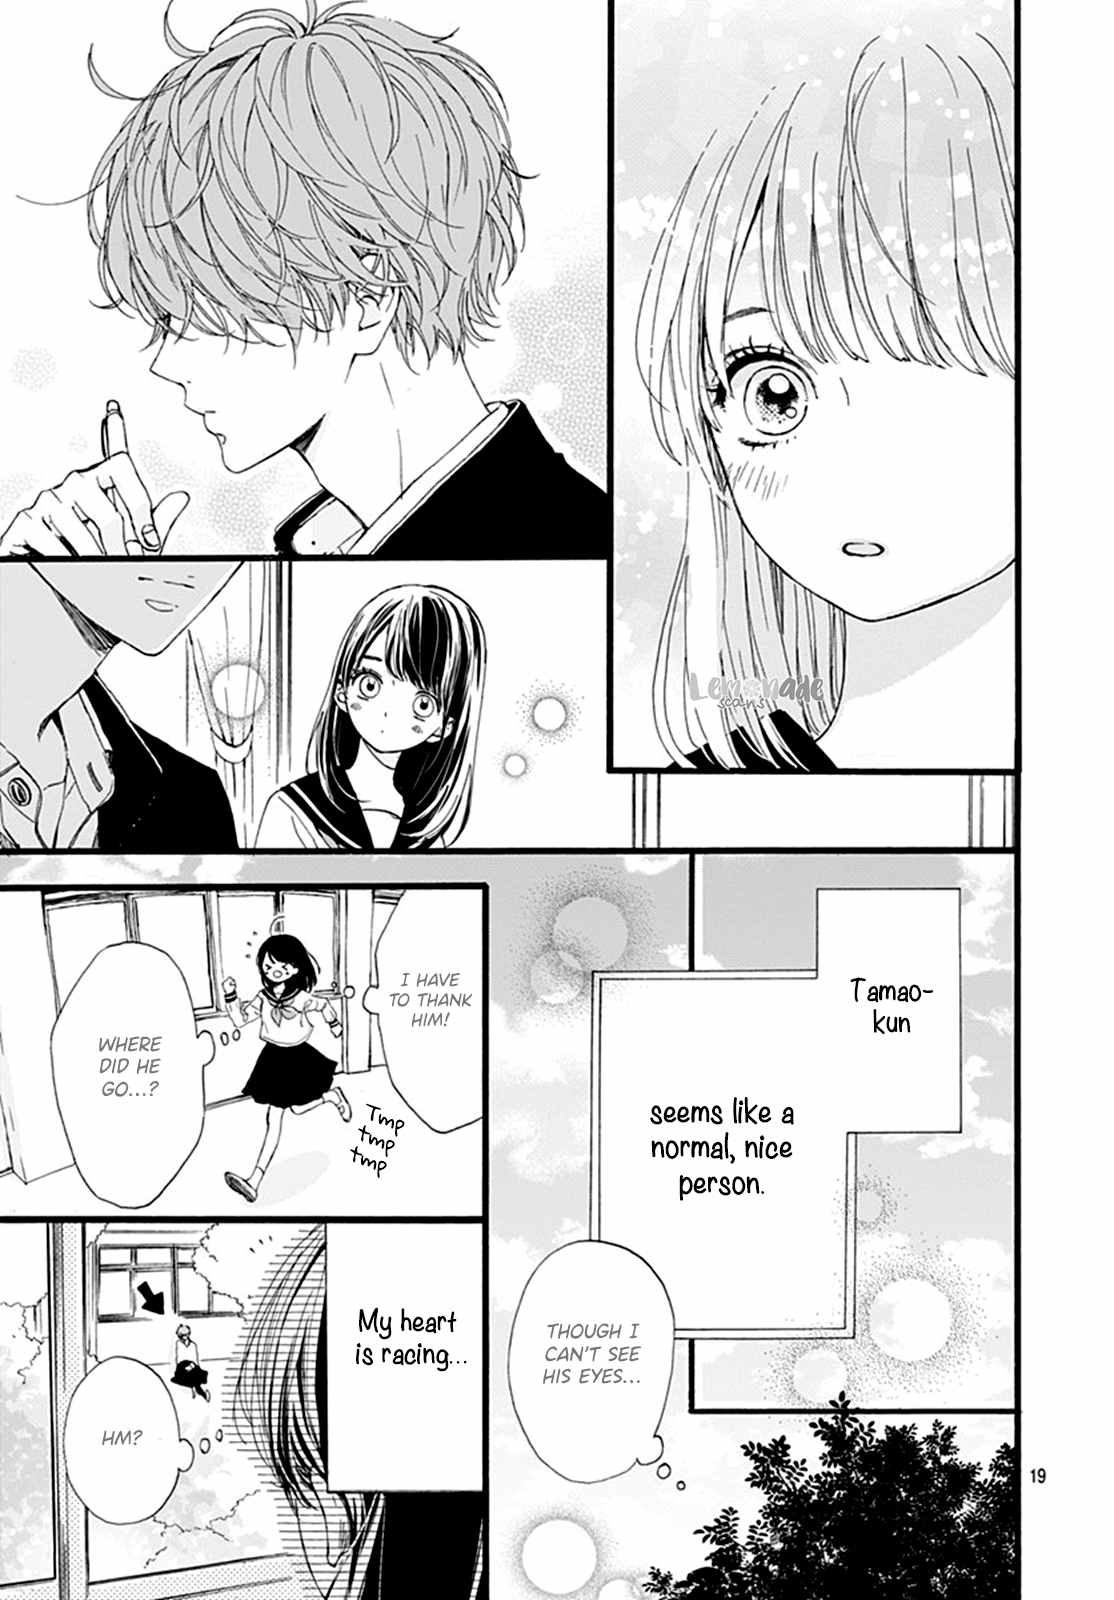 Lemonade
scans
Tamao-
kun
seems like a
normal, nice
person.
THOUGH I
CAN'T SEE
HIS EYES...
I HAVE
TO THANK
HIM!
WHERE
DID HE
GO...?
Tmp
tmp
tmp
My heart
is racing...
HM?
19